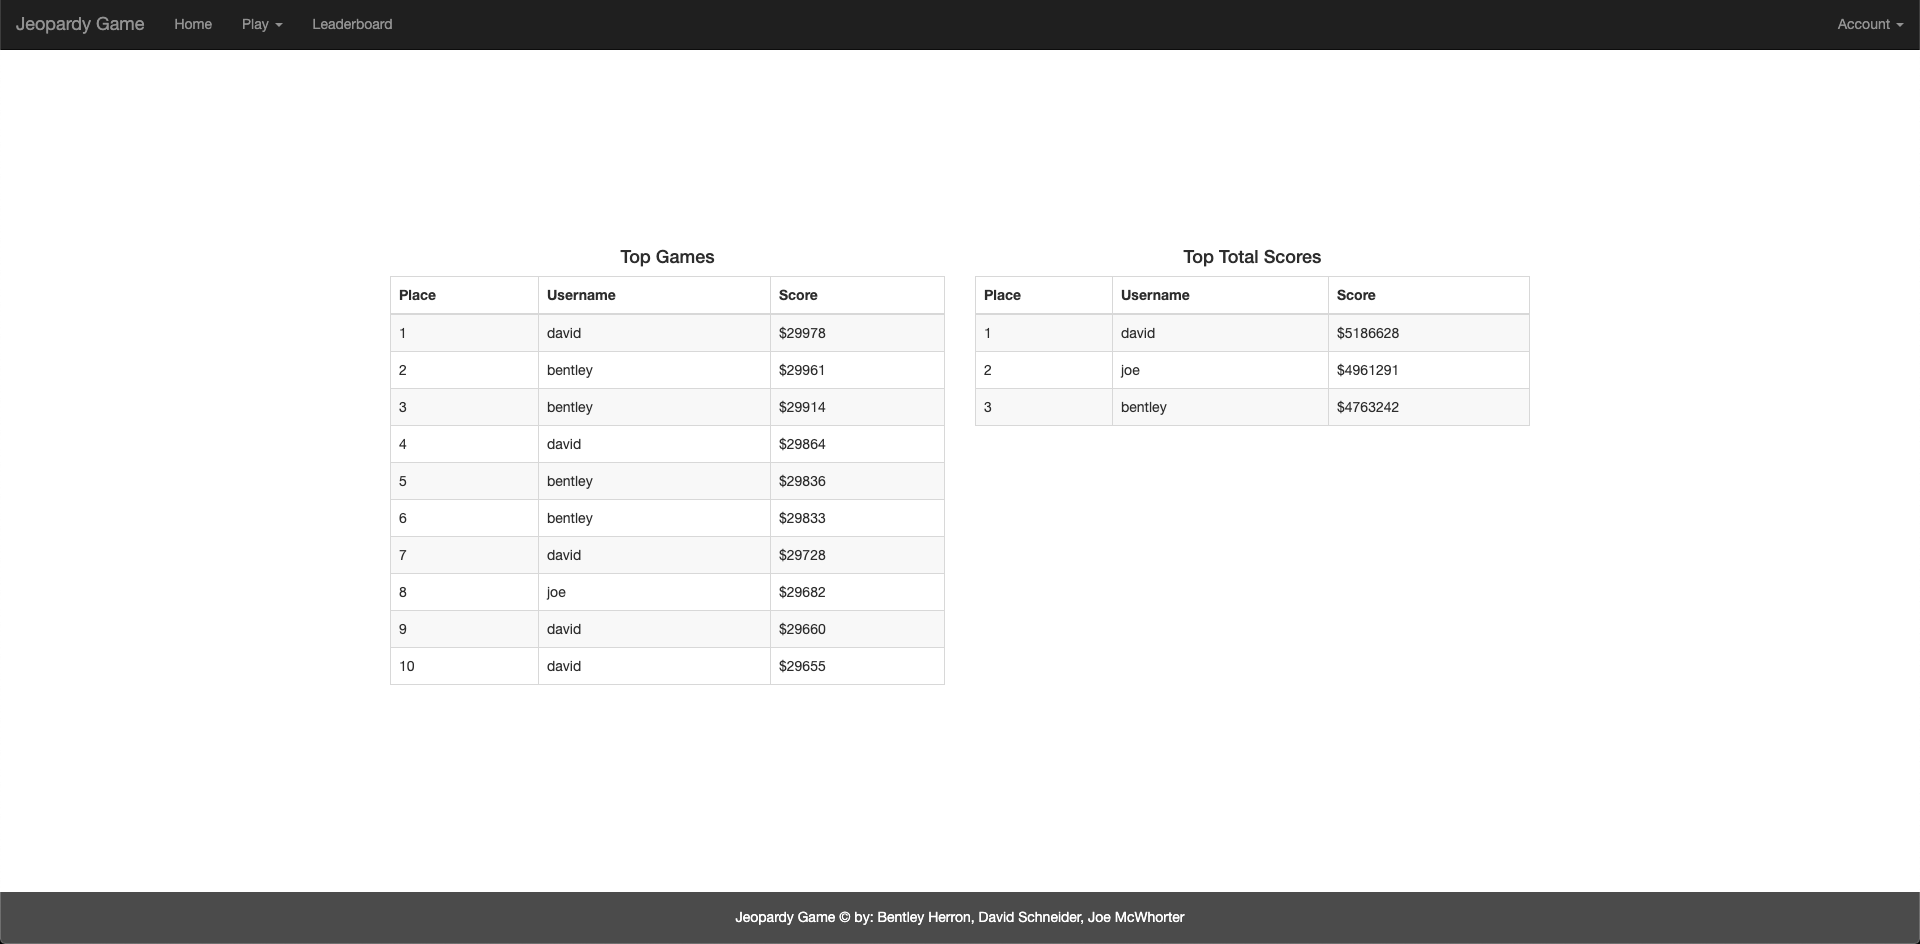 Jeopardy Game Home Play Leaderboard Account
Top Games
Place Username Score
1 david $29978
2 bentley $29961
3 bentley $29914
4 david $29864
5 bentley $29836
6 bentley $29833
7 david $29728
8 joe $29682
9 david $29660
10 david $29655
Top Total Scores
Place Username Score
1 david $5186628
2 joe $4961291
3 bentley $4763242
Jeopardy Game © by: Bentley Herron, David Schneider, Joe McWhorter